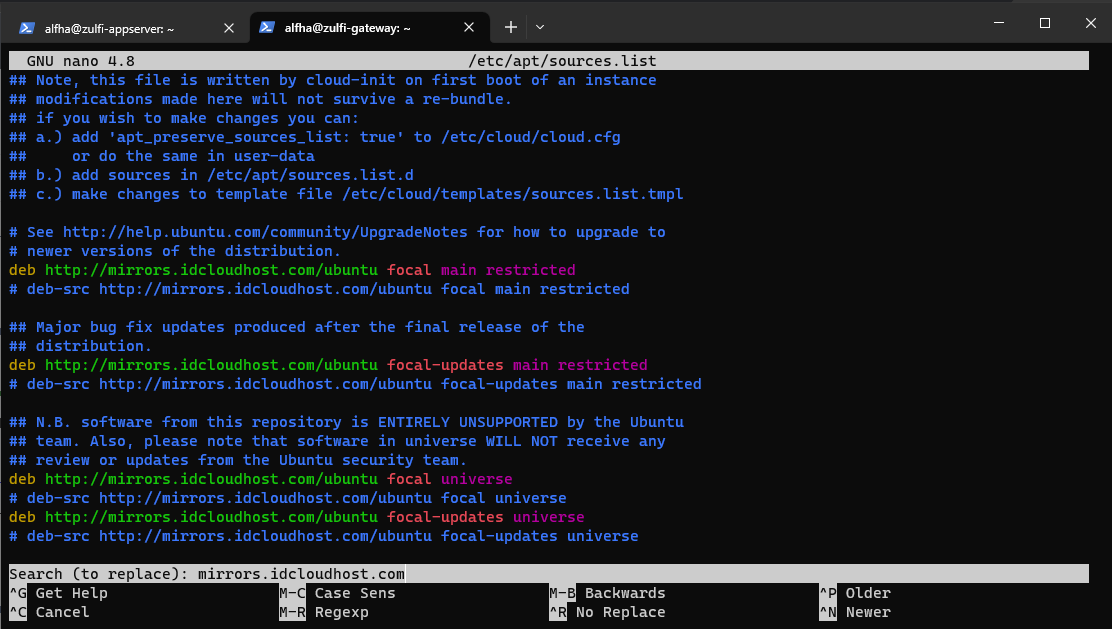 alfha@zulfi-appserver: ~
alfha@zulfi-gateway: ~
GNU nano 4.8 /etc/apt/sources.list
## Note, this file is written by cloud-init on first boot of an instance
## modifications made here will not survive a re-bundle.
## if you wish to make changes you can:
## a.) add 'apt_preserve_sources_list: true' to /etc/cloud/cloud.cfg
##     or do the same in user-data
## b.) add sources in /etc/apt/sources.list.d
## c.) make changes to template file /etc/cloud/templates/sources.list.tmpl
# See http://help.ubuntu.com/community/UpgradeNotes for how to upgrade to
# newer versions of the distribution.
deb http://mirrors.idcloudhost.com/ubuntu focal main restricted
# deb-src http://mirrors.idcloudhost.com/ubuntu focal main restricted
## Major bug fix updates produced after the final release of the
## distribution.
deb http://mirrors.idcloudhost.com/ubuntu focal-updates main restricted
# deb-src http://mirrors.idcloudhost.com/ubuntu focal-updates main restricted
## N.B. software from this repository is ENTIRELY UNSUPPORTED by the Ubuntu
## team. Also, please note that software in universe WILL NOT receive any
## review or updates from the Ubuntu security team.
deb http://mirrors.idcloudhost.com/ubuntu focal universe
# deb-src http://mirrors.idcloudhost.com/ubuntu focal universe
deb http://mirrors.idcloudhost.com/ubuntu focal-updates universe
# deb-src http://mirrors.idcloudhost.com/ubuntu focal-updates universe
Search (to replace): mirrors.idcloudhost.com
^G Get Help M-C Case Sens M-B Backwards ^P Older
^C Cancel M-R Regexp ^R No Replace ^N Newer